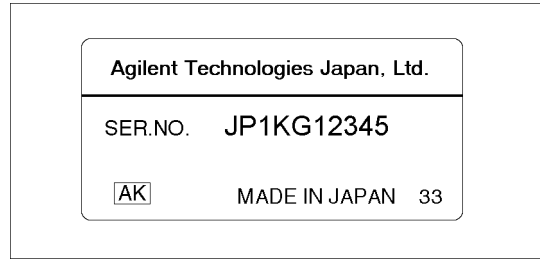 Agilent Technologies Japan, Ltd.
SER.NO. JP1KG12345
AK MADE IN JAPAN 33